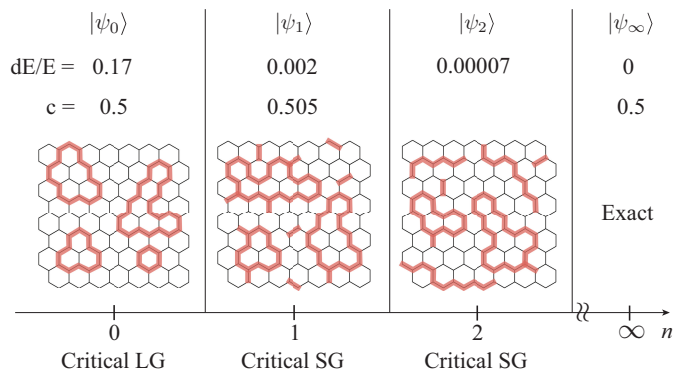 |ψ₀⟩ |ψ₁⟩ |ψ₂⟩ |ψ∞⟩
dE/E = 0.17 0.002 0.00007 0
c = 0.5 0.505 0.5
Exact
0 1 2 ∞ n
Critical LG Critical SG Critical SG